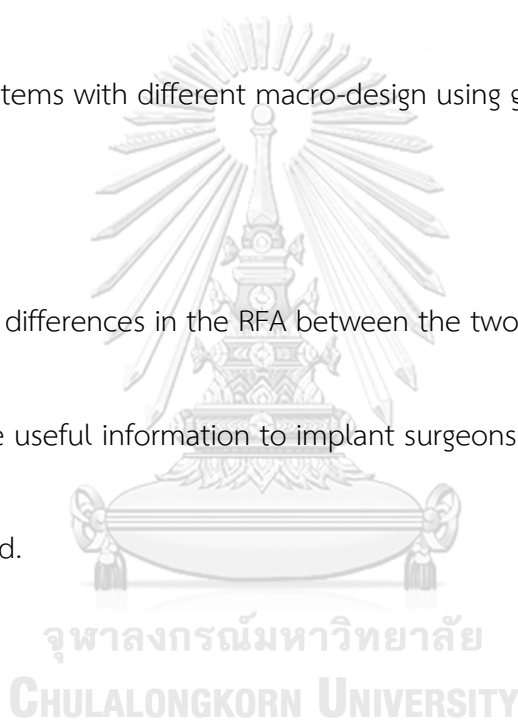 tems with different macro-design using g
differences in the RFA between the two
e useful information to implant surgeons
d.
จุฬาลงกรณ์มหาวิทยาลัย
CHULALONGKORN UNIVERSITY